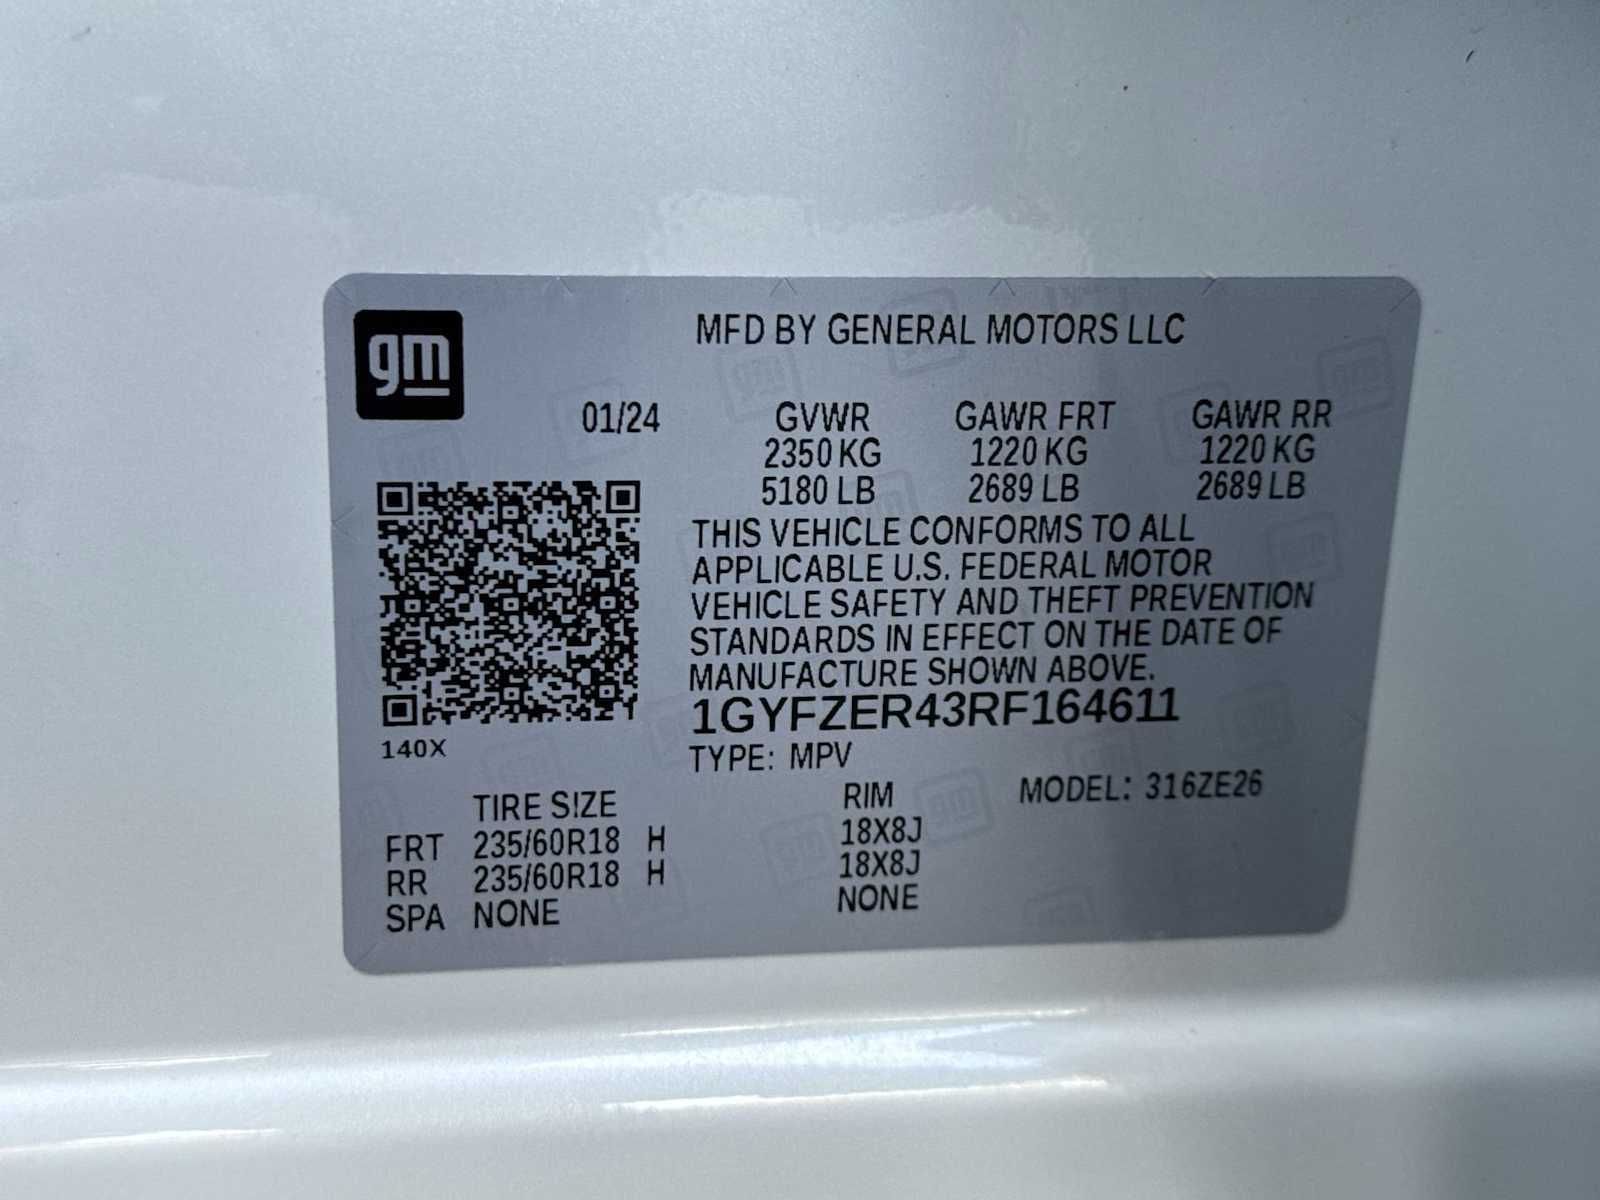 gm
MFD BY GENERAL MOTORS LLC
01/24 GVWR GAWR FRT GAWR RR
2350 KG 1220 KG 1220 KG
5180 LB 2689 LB 2689 LB
THIS VEHICLE CONFORMS TO ALL
APPLICABLE U.S. FEDERAL MOTOR
VEHICLE SAFETY AND THEFT PREVENTION
STANDARDS IN EFFECT ON THE DATE OF
MANUFACTURE SHOWN ABOVE.
1GYFZER43RF164611
140X
TYPE: MPV
MODEL: 316ZE26
TIRE SIZE RIM
FRT 235/60R18 H 18X8J
RR 235/60R18 H 18X8J
SPA NONE NONE